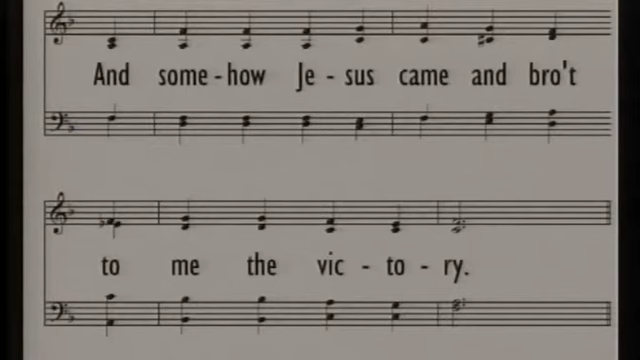 And some - how Je - sus came and bro't
to me the vic - to - ry.